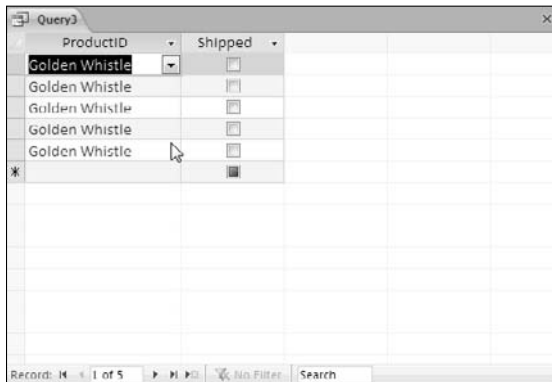 Query3
ProductID Shipped
Golden Whistle
Golden Whistle
Golden Whistle
Golden Whistle
Golden Whistle
Record: 1 of 5 No Filter Search